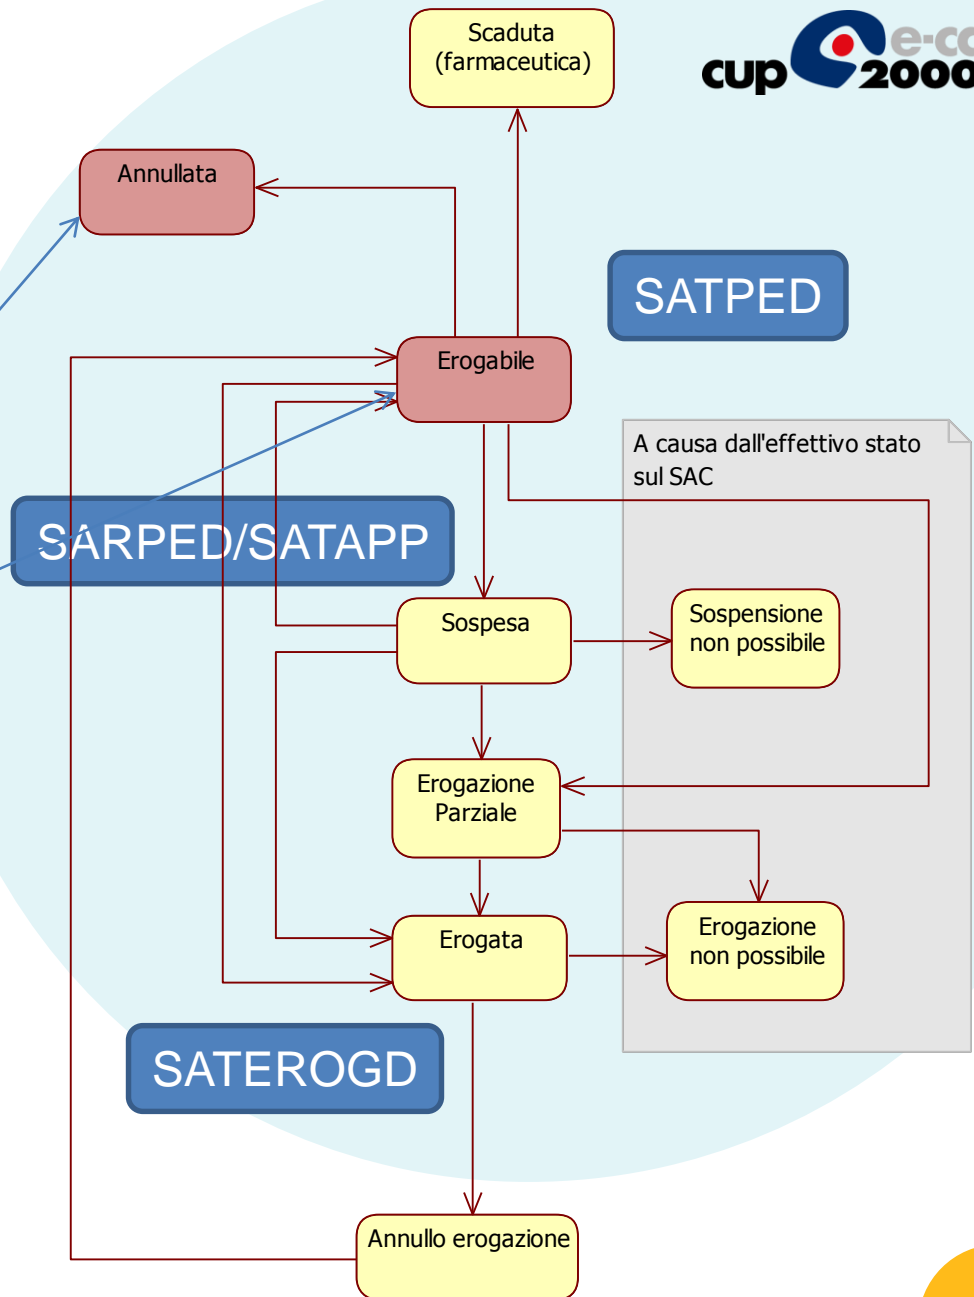 Scaduta
(farmaceutica)
cup
2000
Annullata
SATPED
Erogabile
A causa dall'effettivo stato
sul SAC
SARPED/SATAPP
Sospesa
Sospensione
non possibile
Erogazione
Parziale
Erogata
Erogazione
non possibile
SATEROGD
Annullo erogazione